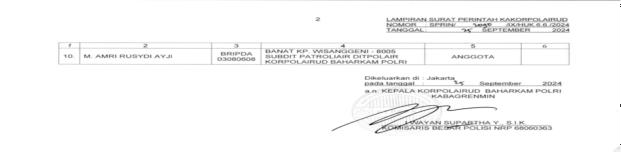 2
LAMPIRAN SURAT PERINTAH KAKORPOLAIRUD
NOMOR : SPRIN/ /IX/HUK.6.6./2024
TANGGAL : 25 SEPTEMBER 2024
1 2 3 4 5 6
10. M. AMRI RUSYDI AYJI BRIPDA 03080608 BANAT KP. WISANGGENI - 8005 SUBDIT PATROLIAIR DITPOLAIR KORPOLAIRUD BAHARKAM POLRI ANGGOTA
Dikeluarkan di : Jakarta
pada tanggal : 25 September 2024
a.n. KEPALA KORPOLAIRUD BAHARKAM POLRI
KABAGRENMIN
I WAYAN SUPARTHA Y., S.I.K.
KOMISARIS BESAR POLISI NRP 68060363